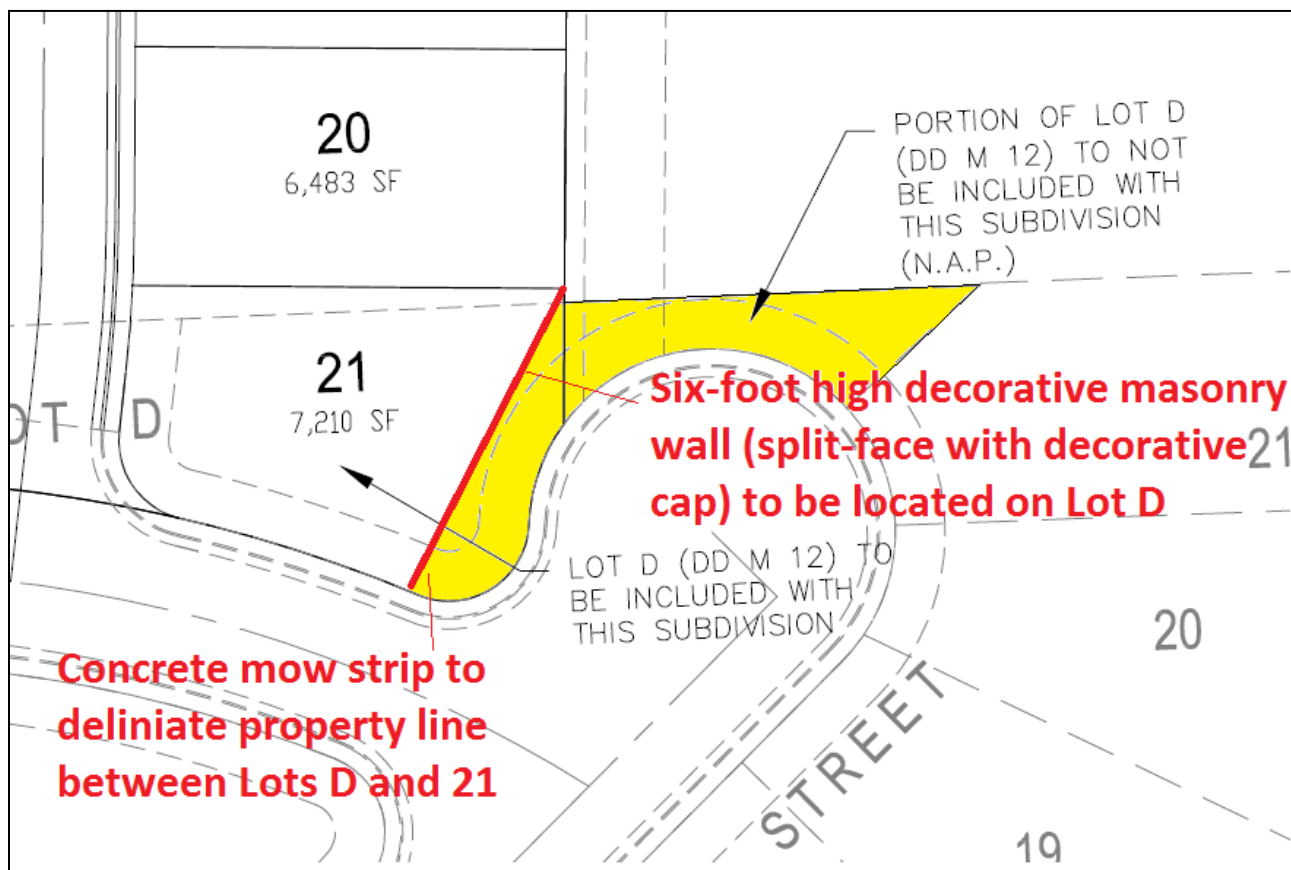 20
6,483 SF
PORTION OF LOT D
(DD M 12) TO NOT
BE INCLUDED WITH
THIS SUBDIVISION
(N.A.P.)
21
7,210 SF
OT D
Six-foot high decorative masonry
wall (split-face with decorative
cap) to be located on Lot D
21
LOT D (DD M 12) TO
BE INCLUDED WITH
THIS SUBDIVISION
Concrete mow strip to
deliniate property line
between Lots D and 21
20
STREET
19